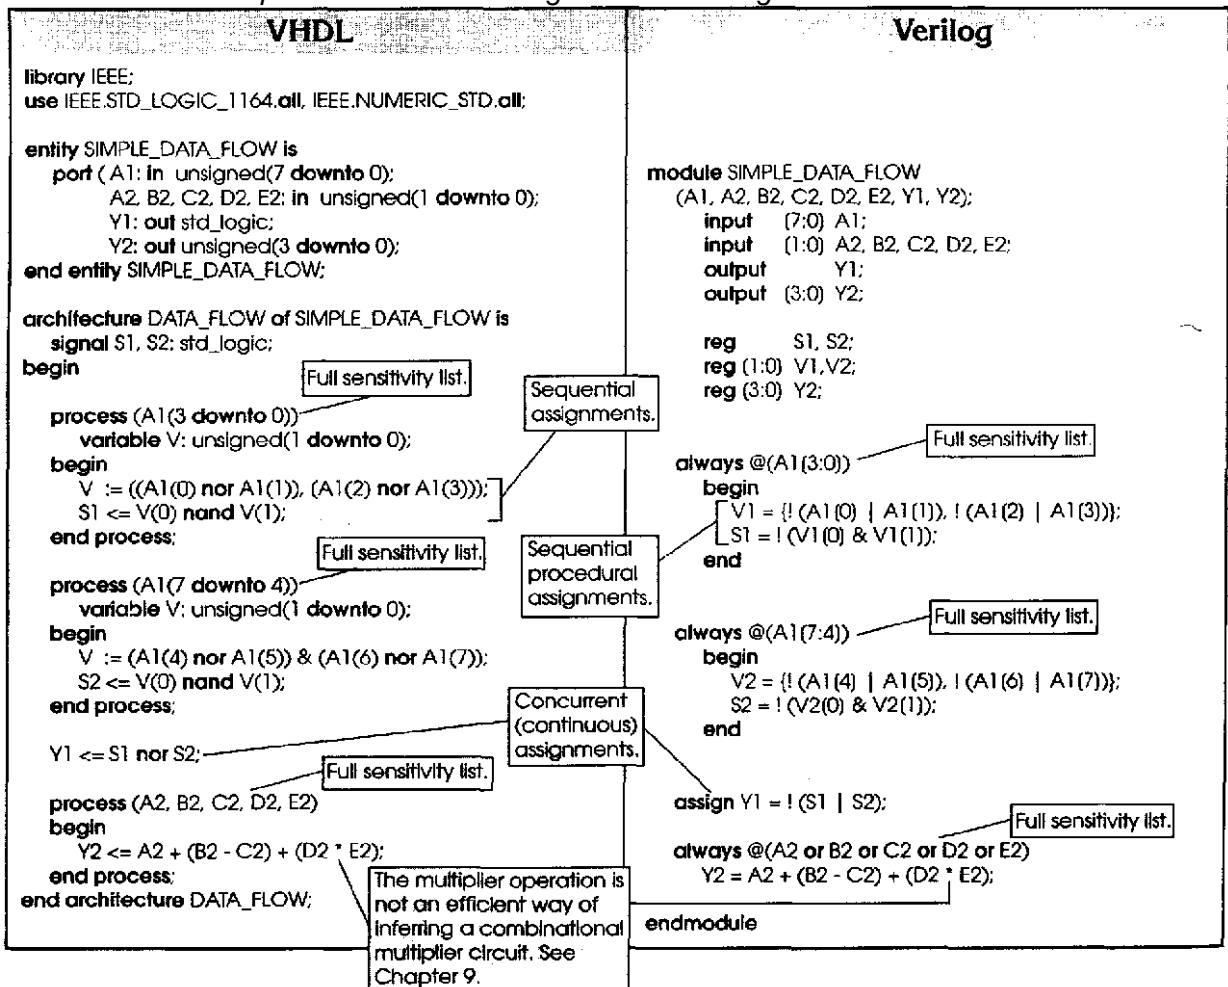 VHDL
library IEEE;
use IEEE.STD_LOGIC_1164.all, IEEE.NUMERIC_STD.all;
entity SIMPLE_DATA_FLOW is
port ( A1: in unsigned(7 downto 0);
A2, B2, C2, D2, E2: in unsigned(1 downto 0);
Y1: out std_logic;
Y2: out unsigned(3 downto 0);
end entity SIMPLE_DATA_FLOW;
architecture DATA_FLOW of SIMPLE_DATA_FLOW is
signal S1, S2: std_logic;
begin
Full sensitivity list.
process (A1(3 downto 0))
variable V: unsigned(1 downto 0);
begin
V := ((A1(0) nor A1(1)), (A1(2) nor A1(3)));
S1 <= V(0) nand V(1);
end process;
Sequential
assignments.
Full sensitivity list.
process (A1(7 downto 4))
variable V: unsigned(1 downto 0);
begin
V := (A1(4) nor A1(5)) & (A1(6) nor A1(7));
S2 <= V(0) nand V(1);
end process;
Sequential
procedural
assignments.
Y1 <= S1 nor S2;
Concurrent
(continuous)
assignments.
Full sensitivity list.
process (A2, B2, C2, D2, E2)
begin
Y2 <= A2 + (B2 - C2) + (D2 * E2);
end process;
end architecture DATA_FLOW;
The multiplier operation is
not an efficient way of
inferring a combinational
multiplier circuit. See
Chapter 9.
Verilog
module SIMPLE_DATA_FLOW
(A1, A2, B2, C2, D2, E2, Y1, Y2);
input (7:0) A1;
input (1:0) A2, B2, C2, D2, E2;
output Y1;
output (3:0) Y2;
reg S1, S2;
reg (1:0) V1,V2;
reg (3:0) Y2;
Full sensitivity list.
always @(A1(3:0))
begin
V1 = {! (A1(0) | A1(1)), ! (A1(2) | A1(3))};
S1 = ! (V1(0) & V1(1));
end
Full sensitivity list.
always @(A1(7:4))
begin
V2 = {! (A1(4) | A1(5)), ! (A1(6) | A1(7))};
S2 = ! (V2(0) & V2(1));
end
assign Y1 = ! (S1 | S2);
Full sensitivity list.
always @(A2 or B2 or C2 or D2 or E2)
Y2 = A2 + (B2 - C2) + (D2 * E2);
endmodule